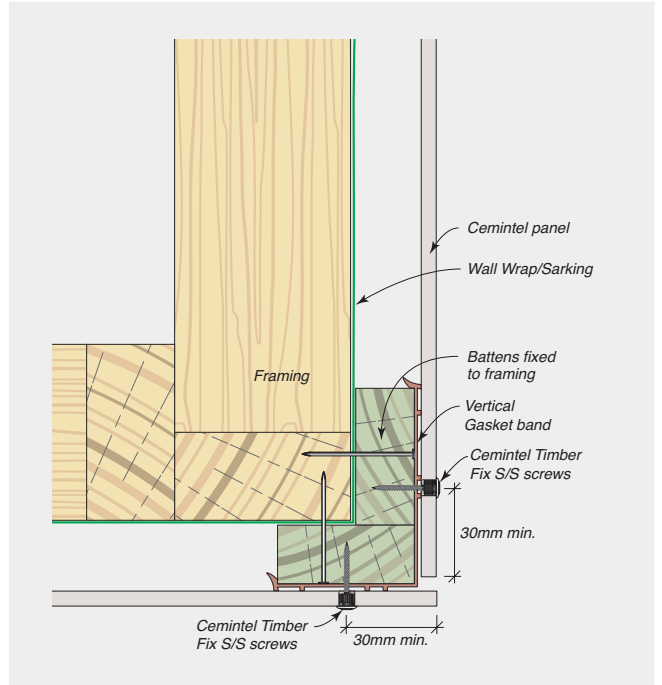 Cemintel panel
Wall Wrap/Sarking
Framing
Battens fixed
to framing
Vertical
Gasket band
Cemintel Timber
Fix S/S screws
30mm min.
Cemintel Timber
Fix S/S screws
30mm min.